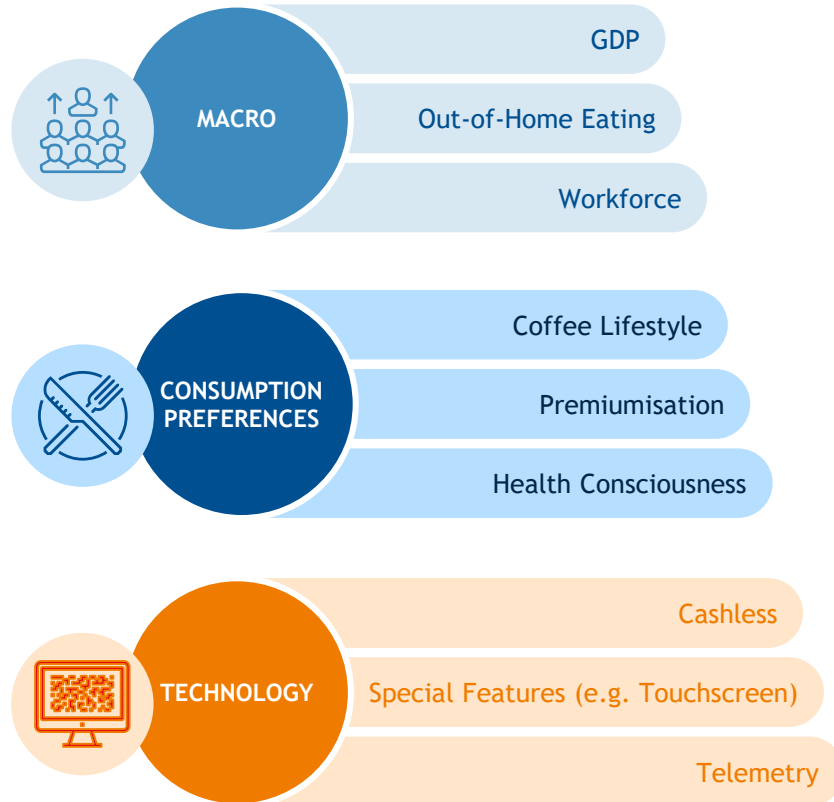 GDP
MACRO
Out-of-Home Eating
Workforce
Coffee Lifestyle
CONSUMPTION
PREFERENCES
Premiumisation
Health Consciousness
Cashless
TECHNOLOGY
Special Features (e.g. Touchscreen)
Telemetry